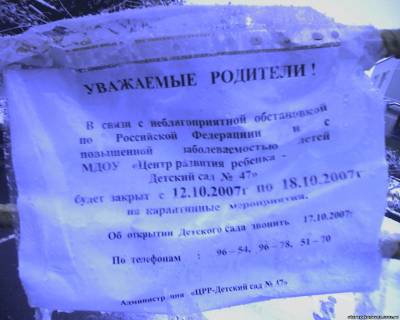 УВАЖАЕМЫЕ РОДИТЕЛИ !
В связи с неблагоприятной обстановкой
по Российской Федерациии и с
повышенной заболеваемостью детей
МДОУ «Центр развития ребенка -
Детский сад № 47»
будет закрыт с 12.10.2007г по 18.10.2007г
на карантинные мероприятия.
Об открытии Детского сада звонить 17.10.2007г
По телефонам : 96–54, 96–78, 51–70
Администрация «ЦРР-Детский сад № 47»